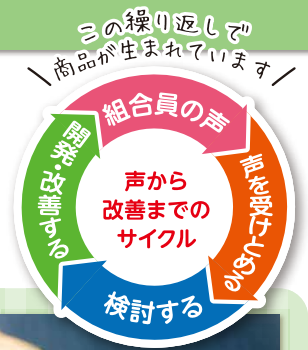 この繰り返しで
商品が生まれています
組合員の声
声を受けとめる
検討する
開発・改善する
声から
改善までの
サイクル